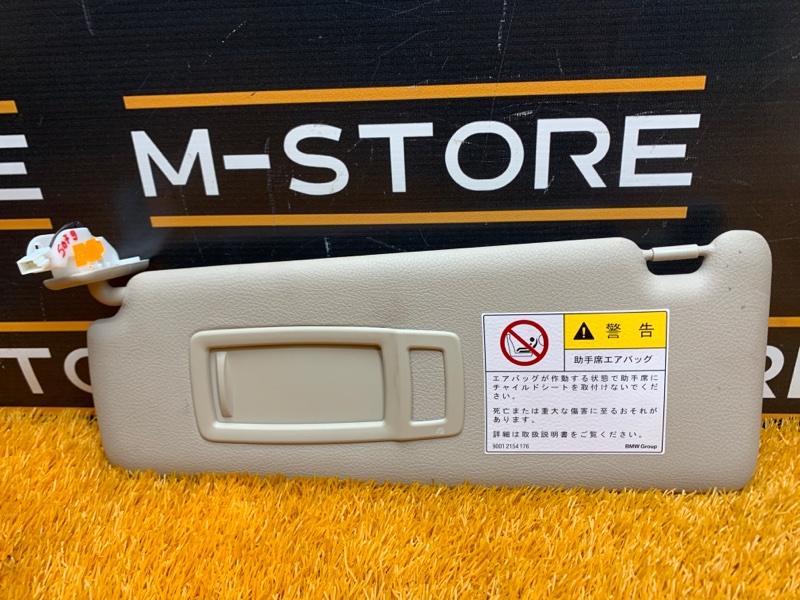 M-STORE
RE
ST
RE
5079
警告
助手席エアバッグ
エアバッグが作動する状態で助手席に
チャイルドシートを取付けないでくだ
さい。
死亡または重大な傷害に至るおそれが
あります。
詳細は取扱説明書をご覧ください。
9001 2154 176
BMW Group